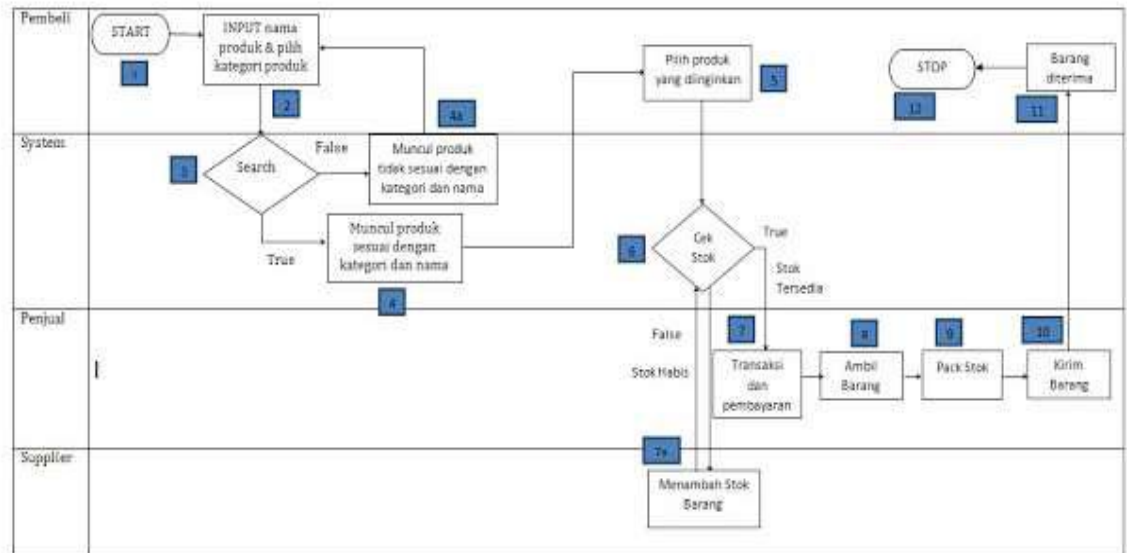 Pembeli
START
1
INPUT nama
produk & pilih
kategori produk
2
4a
Pilih produk
yang diinginkan
5
STOP
12
Barang
diterima
11
System
3
Search
False
Muncul produk
tidak sesuai dengan
kategori dan nama
True
Muncul produk
sesuai dengan
kategori dan nama
4
6
Cek
Stok
True
Stok
Tersedia
Penjual
False
Stok Habis
7
Transaksi
dan
pembayaran
8
Ambil
Barang
9
Pack Stok
10
Kirim
Barang
Supplier
7a
Menambah Stok
Barang